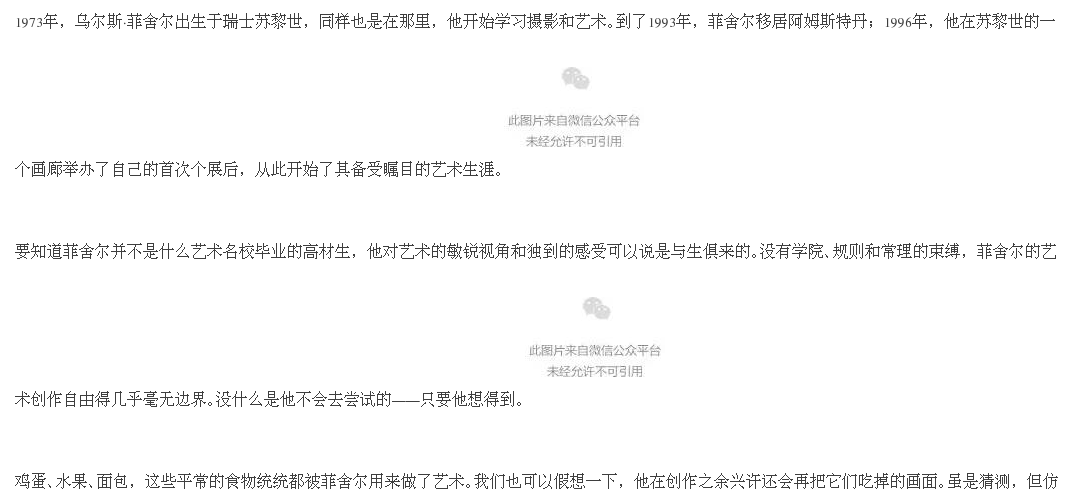 1973年，乌尔斯·菲舍尔出生于瑞士苏黎世，同样也是在那里，他开始学习摄影和艺术。到了1993年，菲舍尔移居阿姆斯特丹；1996年，他在苏黎世的一
此图片来自微信公众平台
未经允许不可引用
个画廊举办了自己的首次个展后，从此开始了其备受瞩目的艺术生涯。
要知道菲舍尔并不是什么艺术名校毕业的高材生，他对艺术的敏锐视角和独到的感受可以说是与生俱来的。没有学院、规则和常理的束缚，菲舍尔的艺
此图片来自微信公众平台
未经允许不可引用
术创作自由得几乎毫无边界。没什么是他不会去尝试的——只要他想得到。
鸡蛋、水果、面包，这些平常的食物统统都被菲舍尔用来做了艺术。我们也可以假想一下，他在创作之余兴许还会再把它们吃掉的画面。虽是猜测，但仿